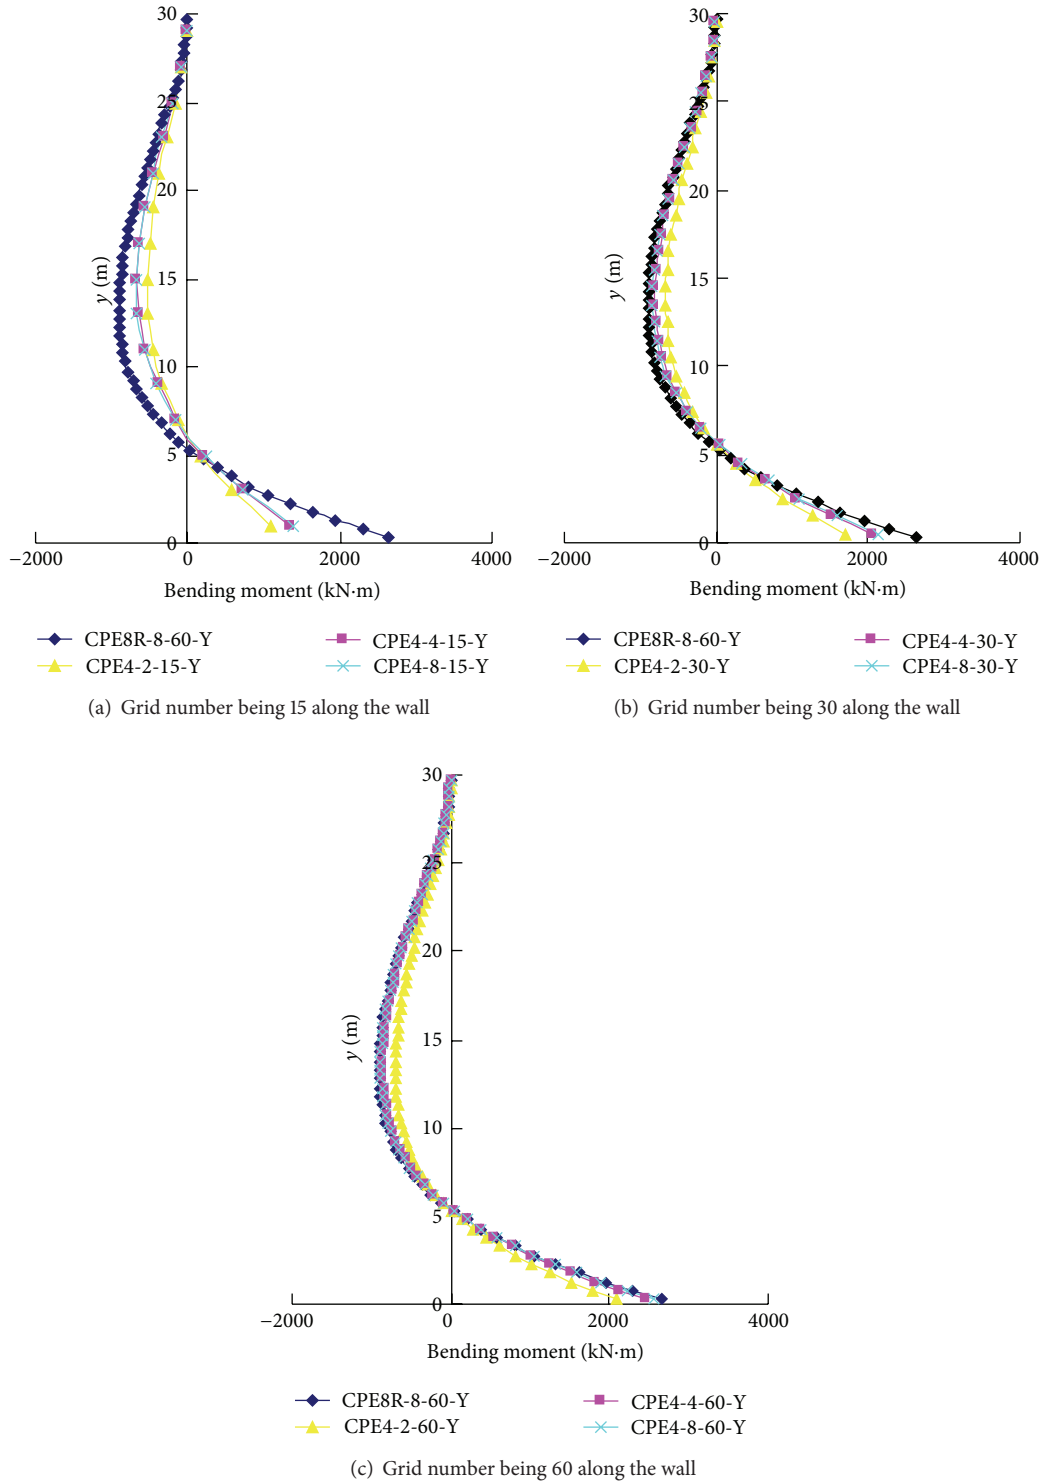 30
25
20
15
10
5
0
y (m)
−2000
0
2000
4000
Bending moment (kN·m)
CPE8R-8-60-Y
CPE4-2-15-Y
CPE4-4-15-Y
CPE4-8-15-Y
(a) Grid number being 15 along the wall
30
25
20
15
10
5
0
y (m)
−2000
0
2000
4000
Bending moment (kN·m)
CPE8R-8-60-Y
CPE4-2-30-Y
CPE4-4-30-Y
CPE4-8-30-Y
(b) Grid number being 30 along the wall
30
25
20
15
10
5
0
y (m)
−2000
0
2000
4000
Bending moment (kN·m)
CPE8R-8-60-Y
CPE4-2-60-Y
CPE4-4-60-Y
CPE4-8-60-Y
(c) Grid number being 60 along the wall